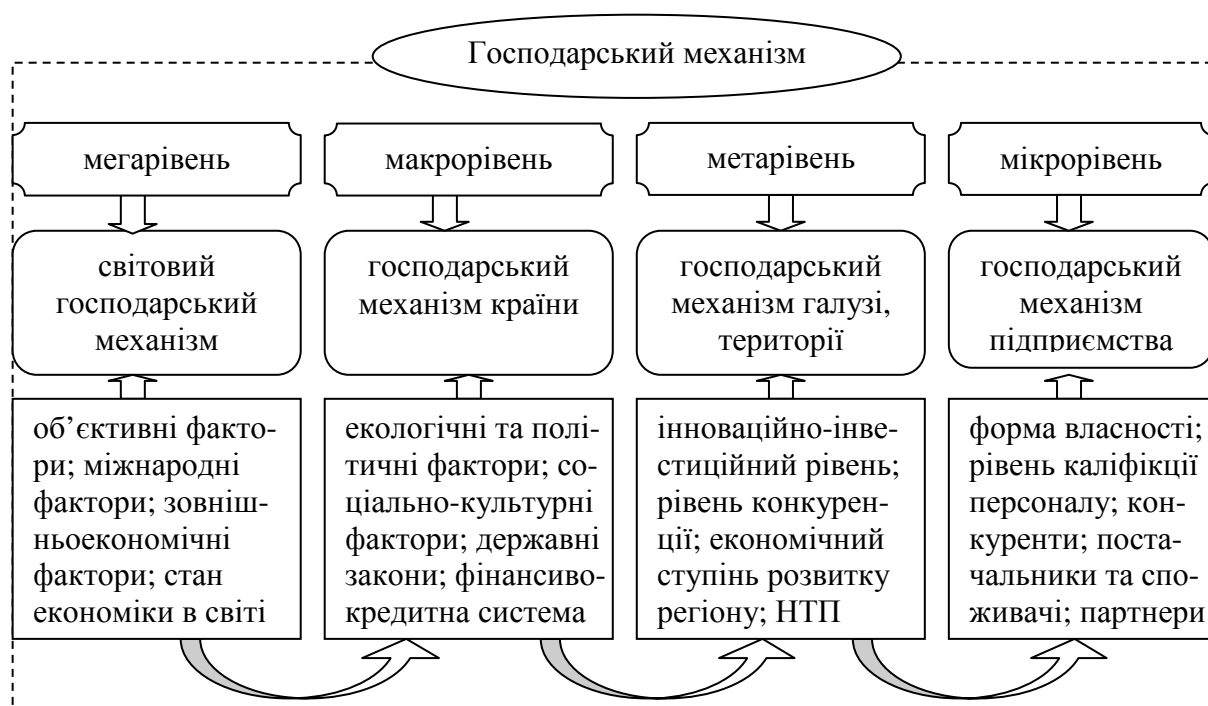 Господарський механізм
мегарівень
макрорівень
метарівень
мікрорівень
світовий
господарський
механізм
господарський
механізм країни
господарський
механізм галузі,
території
господарський
механізм
підприємства
об’єктивні факто-
ри; міжнародні
фактори; зовніш-
ньоекономічні
фактори; стан
економіки в світі
екологічні та полі-
тичні фактори; со-
ціально-культурні
фактори; державні
закони; фінансиво-
кредитна система
інноваційно-інве-
стиційний рівень;
рівень конкурен-
ції; економічний
ступінь розвитку
регіону; НТП
форма власності;
рівень каліфікції
персоналу; кон-
куренти; поста-
чальники та спо-
живачі; партнери